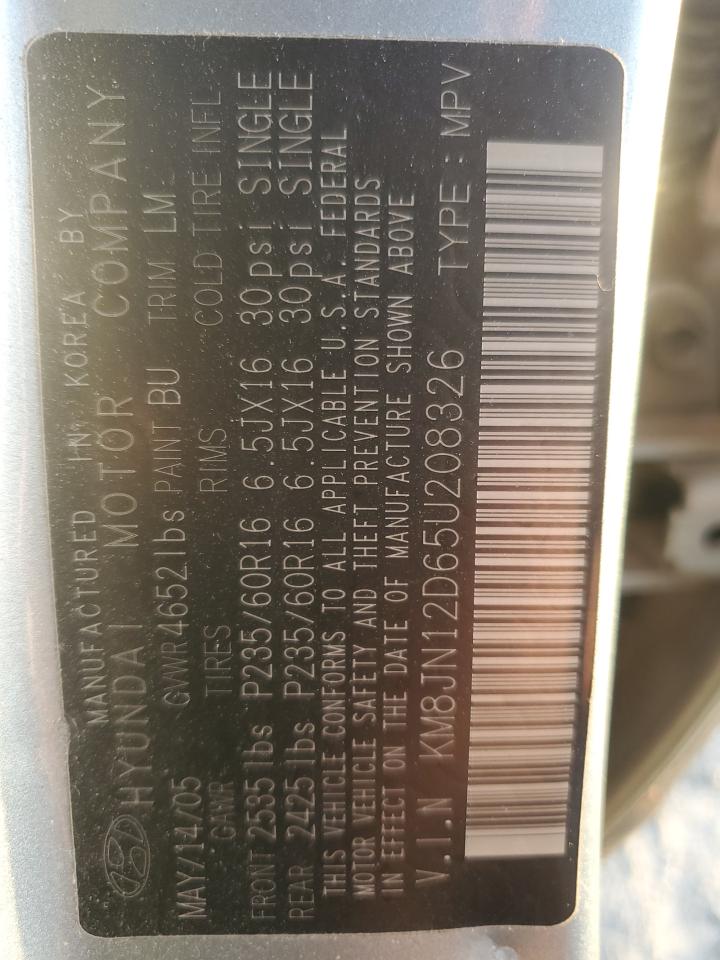 MANUFACTURED IN KOREA BY
HYUNDAI MOTOR COMPANY
MAY/14/05 GVWR 4652lbs PAINT BU TRIM LM
GAWR TIRES RIMS COLD TIRE INFL
FRONT 2535lbs P235/60R16 6.5JX16 30psi SINGLE
REAR 2425lbs P235/60R16 6.5JX16 30psi SINGLE
THIS VEHICLE CONFORMS TO ALL APPLICABLE U.S.A. FEDERAL
MOTOR VEHICLE SAFETY AND THEFT PREVENTION STANDARDS
IN EFFECT ON THE DATE OF MANUFACTURE SHOWN ABOVE
V.I.N KM8JN12D65U208326 TYPE : MPV